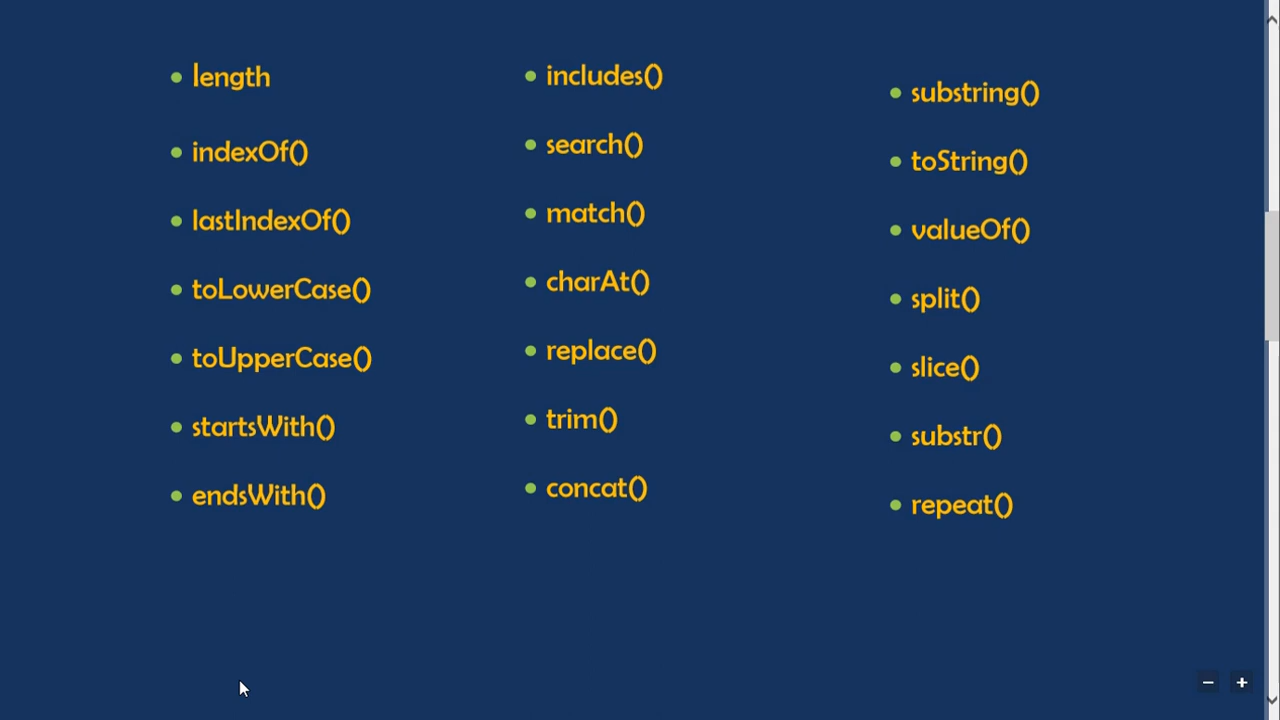 length
indexOf()
lastIndexOf()
toLowerCase()
toUpperCase()
startsWith()
endsWith()
includes()
search()
match()
charAt()
replace()
trim()
concat()
substring()
toString()
valueOf()
split()
slice()
substr()
repeat()